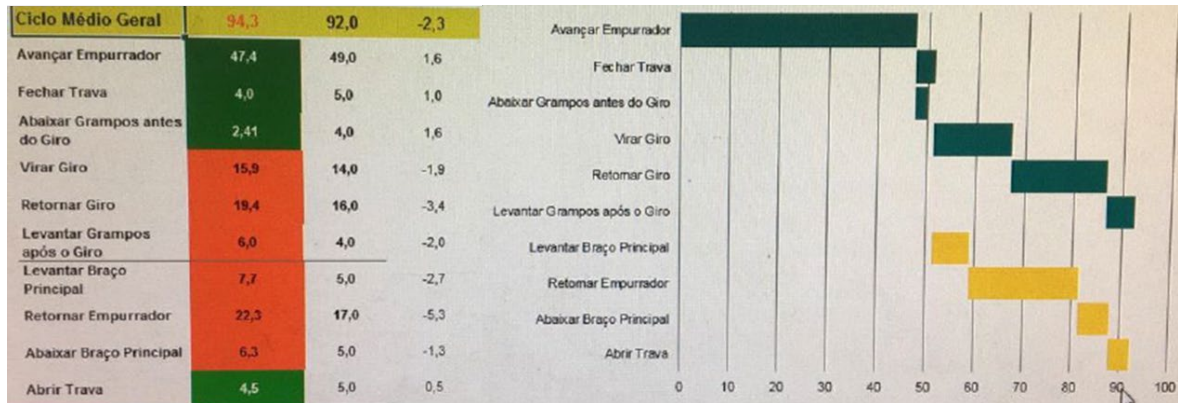 Ciclo Médio Geral 94,3 92,0 -2,3
Avançar Empurrador 47,4 49,0 1,6
Fechar Trava 4,0 5,0 1,0
Abaixar Grampos antes
do Giro 2,41 4,0 1,6
Virar Giro 15,9 14,0 -1,9
Retornar Giro 19,4 16,0 -3,4
Levantar Grampos
após o Giro 6,0 4,0 -2,0
Levantar Braço
Principal 7,7 5,0 -2,7
Retornar Empurrador 22,3 17,0 -5,3
Abaixar Braço Principal 6,3 5,0 -1,3
Abrir Trava 4,5 5,0 0,5
Avançar Empurrador
Fechar Trava
Abaixar Grampos antes do Giro
Virar Giro
Retornar Giro
Levantar Grampos após o Giro
Levantar Braço Principal
Retornar Empurrador
Abaixar Braço Principal
Abrir Trava
0 10 20 30 40 50 60 70 80 90 100